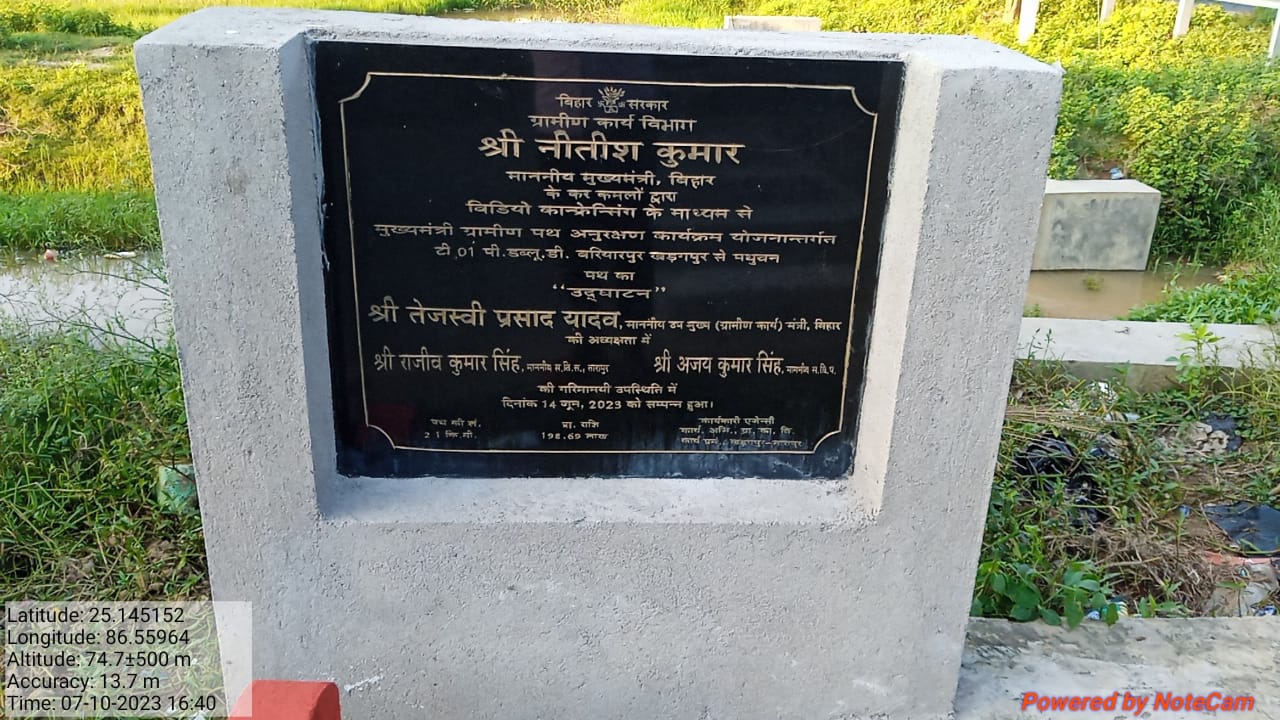 बिहार सरकार
ग्रामीण कार्य विभाग
श्री नीतीश कुमार
माननीय मुख्यमंत्री, बिहार
के कर कमलों द्वारा
विडियो कान्फ्रेन्सिंग के माध्यम से
मुख्यमंत्री ग्रामीण पथ अनुरक्षण कार्यक्रम योजनान्तर्गत
टी 01 पी.डब्लू.डी. बरियारपुर खड़गपुर से मधुवन
पथ का
“उद्घाटन”
श्री तेजस्वी प्रसाद यादव, माननीय उप मुख्य (ग्रामीण कार्य) मंत्री, बिहार
की अध्यक्षता में
श्री राजीव कुमार सिंह, माननीय स.वि.स., तारापुर श्री अजय कुमार सिंह, माननीय स.वि.प.
की गरिमामयी उपस्थिति में
दिनांक 14 जून, 2023 को सम्पन्न हुआ।
पथ की लं. प्रा. राशि कार्यकारी एजेन्सी
2 1 कि.मी. 198.69 लाख कार्य. अभि., ग्रा. का. वि.
कार्य प्रमं.
Latitude: 25.145152
Longitude: 86.55964
Altitude: 74.7±500 m
Accuracy: 13.7 m
Time: 07-10-2023 16:40
Powered by NoteCam